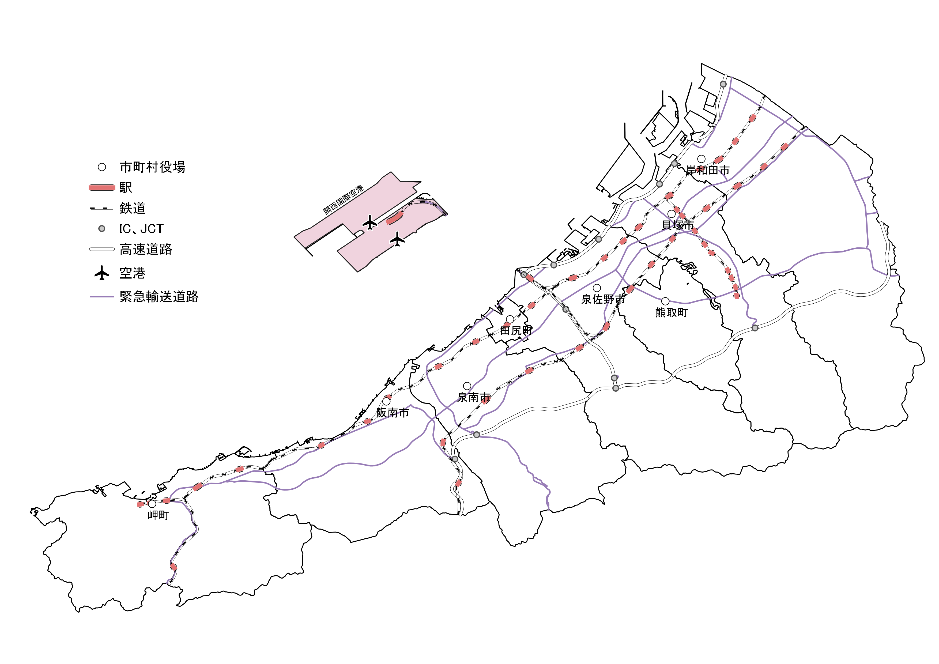 市町村役場
駅
鉄道
IC、JCT
高速道路
空港
緊急輸送道路
関西国際空港
岸和田市
貝塚市
泉佐野市
熊取町
田尻町
泉南市
阪南市
岬町